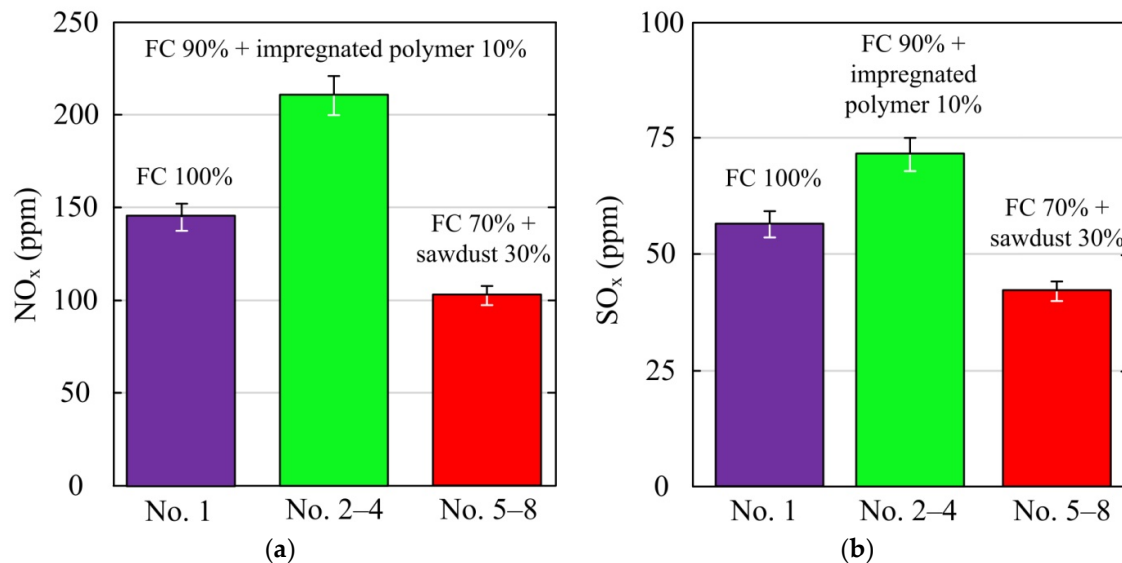 NOₓ (ppm)
250
200
150
100
50
0
FC 90% + impregnated polymer 10%
FC 100%
FC 70% +
sawdust 30%
No. 1
No. 2–4
No. 5–8
(a)
SOₓ (ppm)
100
75
50
25
0
FC 90% +
impregnated
polymer 10%
FC 100%
FC 70% +
sawdust 30%
No. 1
No. 2–4
No. 5–8
(b)